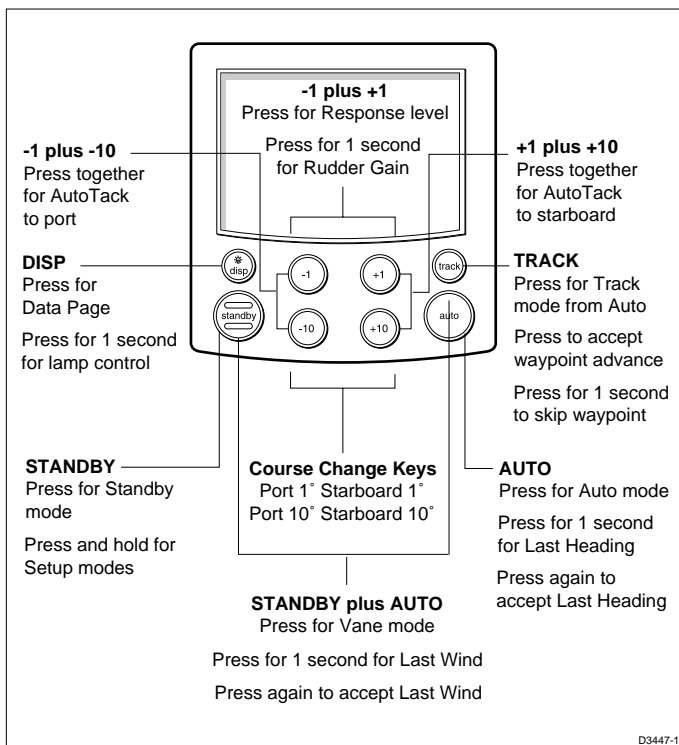 -1 plus +1
Press for Response level
Press for 1 second
for Rudder Gain
-1 plus -10
Press together
for AutoTack
to port
+1 plus +10
Press together
for AutoTack
to starboard
DISP
Press for
Data Page
Press for 1 second
for lamp control
disp
-1
+1
track
standby
-10
+10
auto
TRACK
Press for Track
mode from Auto
Press to accept
waypoint advance
Press for 1 second
to skip waypoint
STANDBY
Press for Standby
mode
Press and hold for
Setup modes
Course Change Keys
Port 1˚ Starboard 1˚
Port 10˚ Starboard 10˚
AUTO
Press for Auto mode
Press for 1 second
for Last Heading
Press again to
accept Last Heading
STANDBY plus AUTO
Press for Vane mode
Press for 1 second for Last Wind
Press again to accept Last Wind
D3447-1